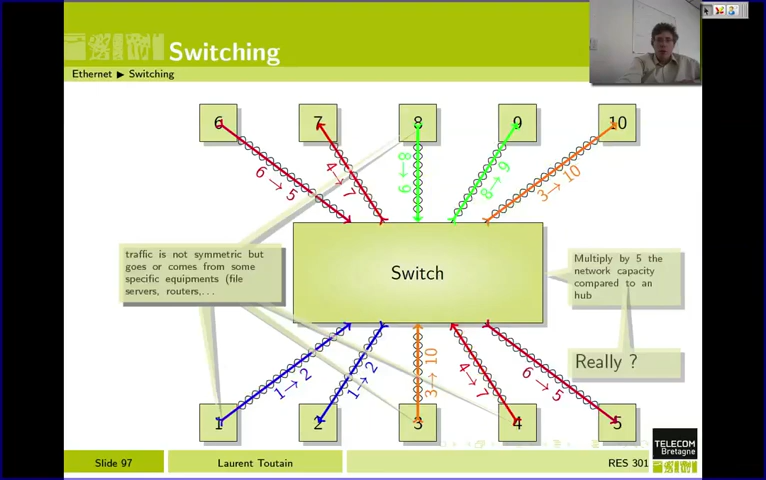 Switching
Ethernet ▶ Switching
6
7
8
9
10
6 → 5
4 → 7
8 → 9
8 → 9
3 → 10
traffic is not symmetric but
goes or comes from some
specific equipments (file
servers, routers,...
Switch
Multiply by 5 the
network capacity
compared to an
hub
Really ?
1 → 2
1 → 2
3 → 10
4 → 7
6 → 5
1
2
3
4
5
Slide 97
Laurent Toutain
RES 301
TELECOM
Bretagne